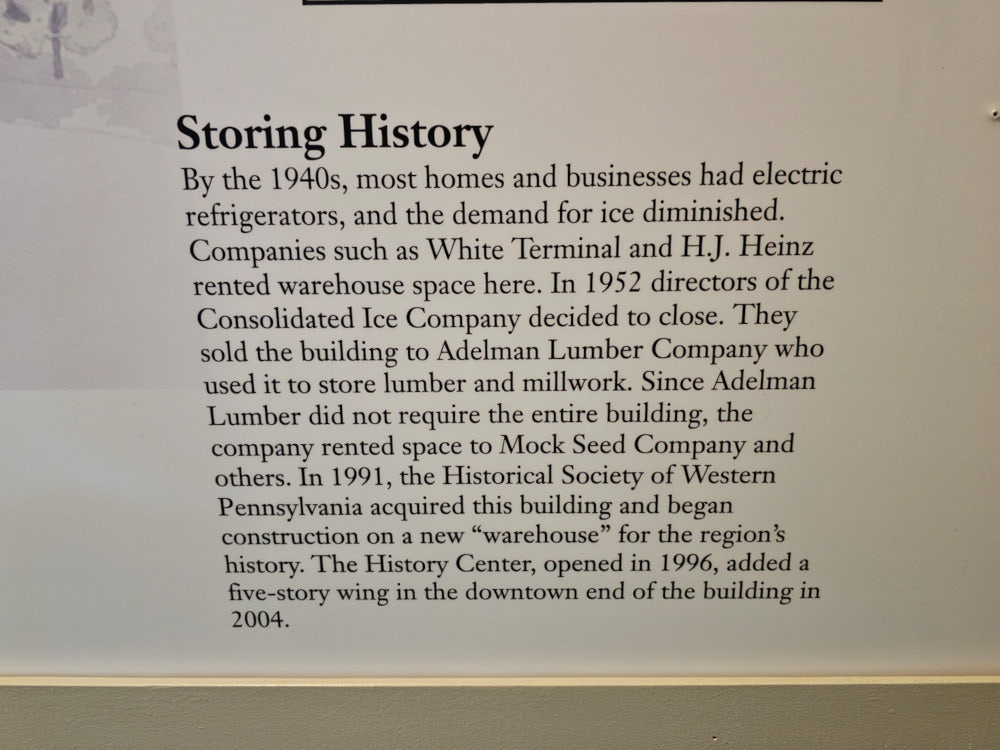 Storing History
By the 1940s, most homes and businesses had electric
refrigerators, and the demand for ice diminished.
Companies such as White Terminal and H.J. Heinz
rented warehouse space here. In 1952 directors of the
Consolidated Ice Company decided to close. They
sold the building to Adelman Lumber Company who
used it to store lumber and millwork. Since Adelman
Lumber did not require the entire building, the
company rented space to Mock Seed Company and
others. In 1991, the Historical Society of Western
Pennsylvania acquired this building and began
construction on a new “warehouse” for the region’s
history. The History Center, opened in 1996, added a
five-story wing in the downtown end of the building in
2004.